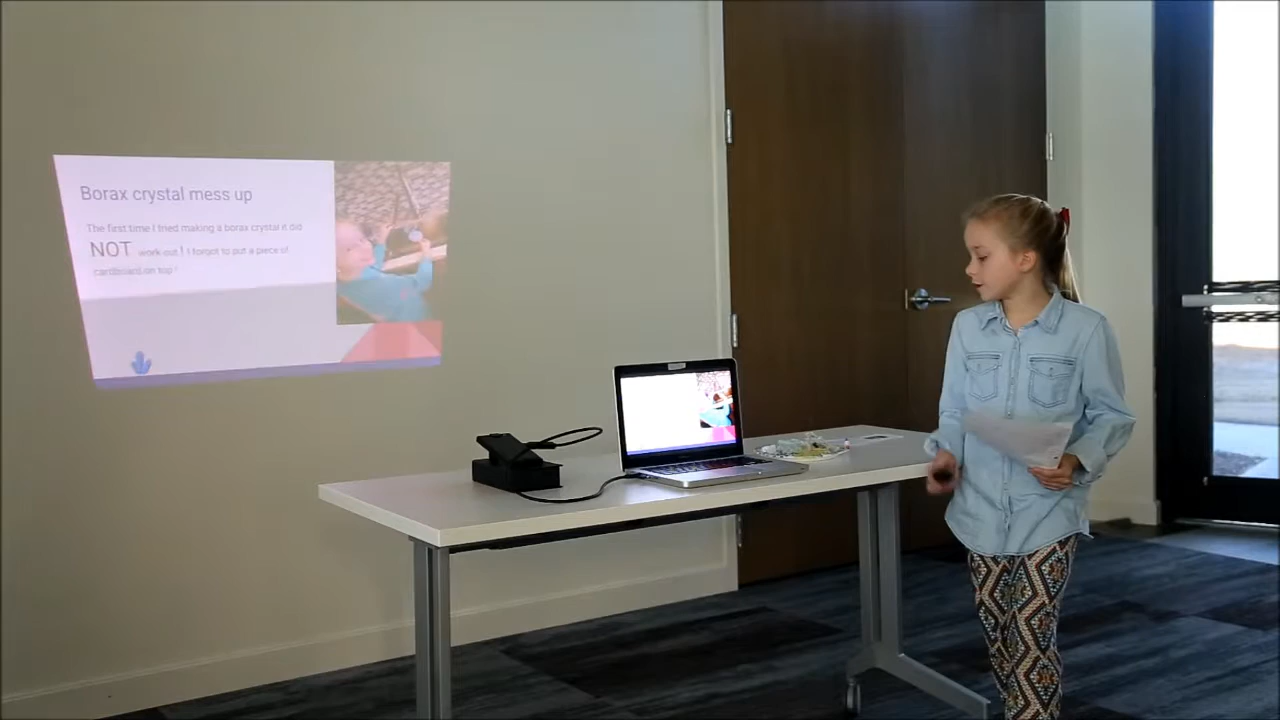 Borax crystal mess up
The first time I tried making a borax crystal it did
NOT work out! I forgot to put a piece of
cardboard on top!